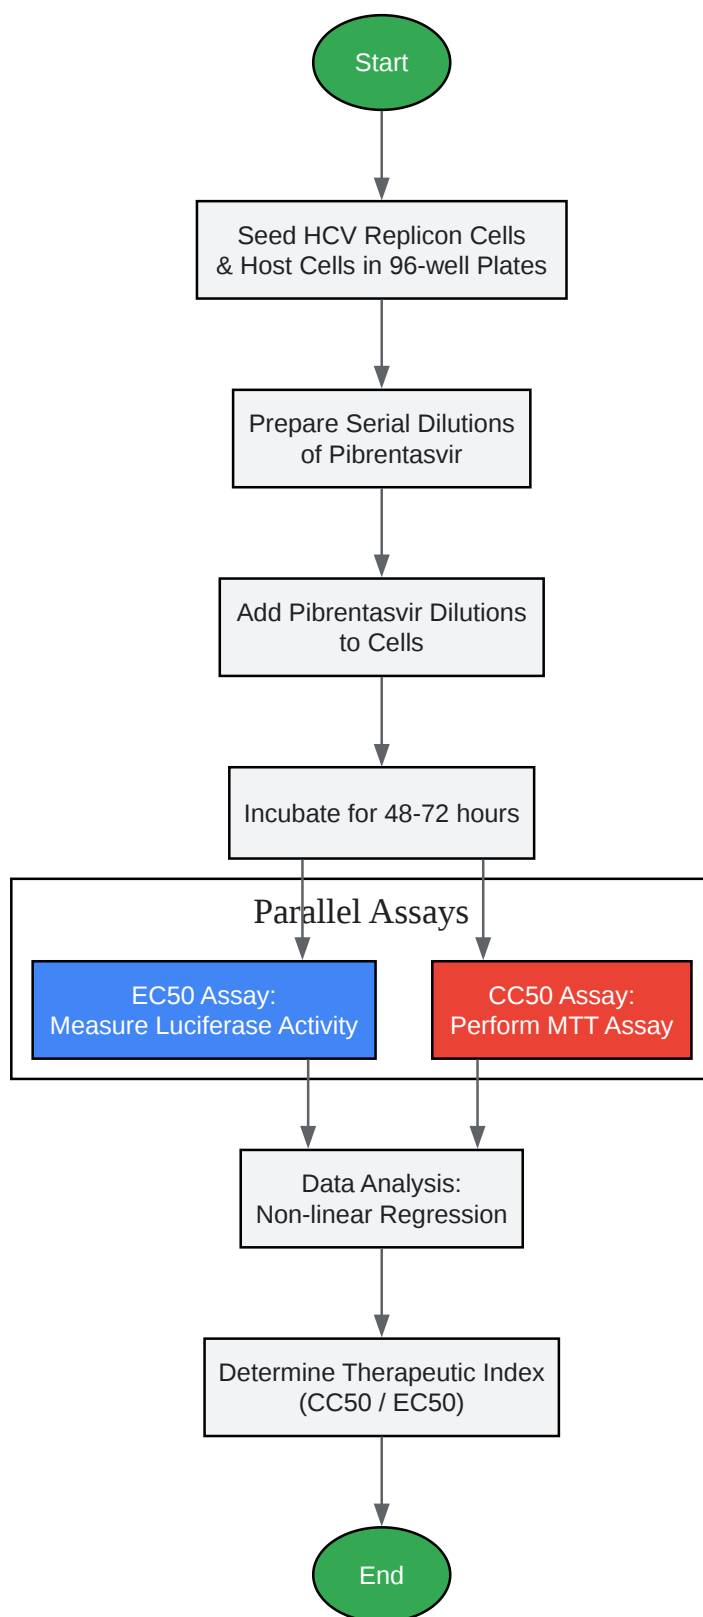 Start
Seed HCV Replicon Cells
& Host Cells in 96-well Plates
Prepare Serial Dilutions
of Pibrentasvir
Add Pibrentasvir Dilutions
to Cells
Incubate for 48-72 hours
Parallel Assays
EC50 Assay:
Measure Luciferase Activity
CC50 Assay:
Perform MTT Assay
Data Analysis:
Non-linear Regression
Determine Therapeutic Index
(CC50 / EC50)
End